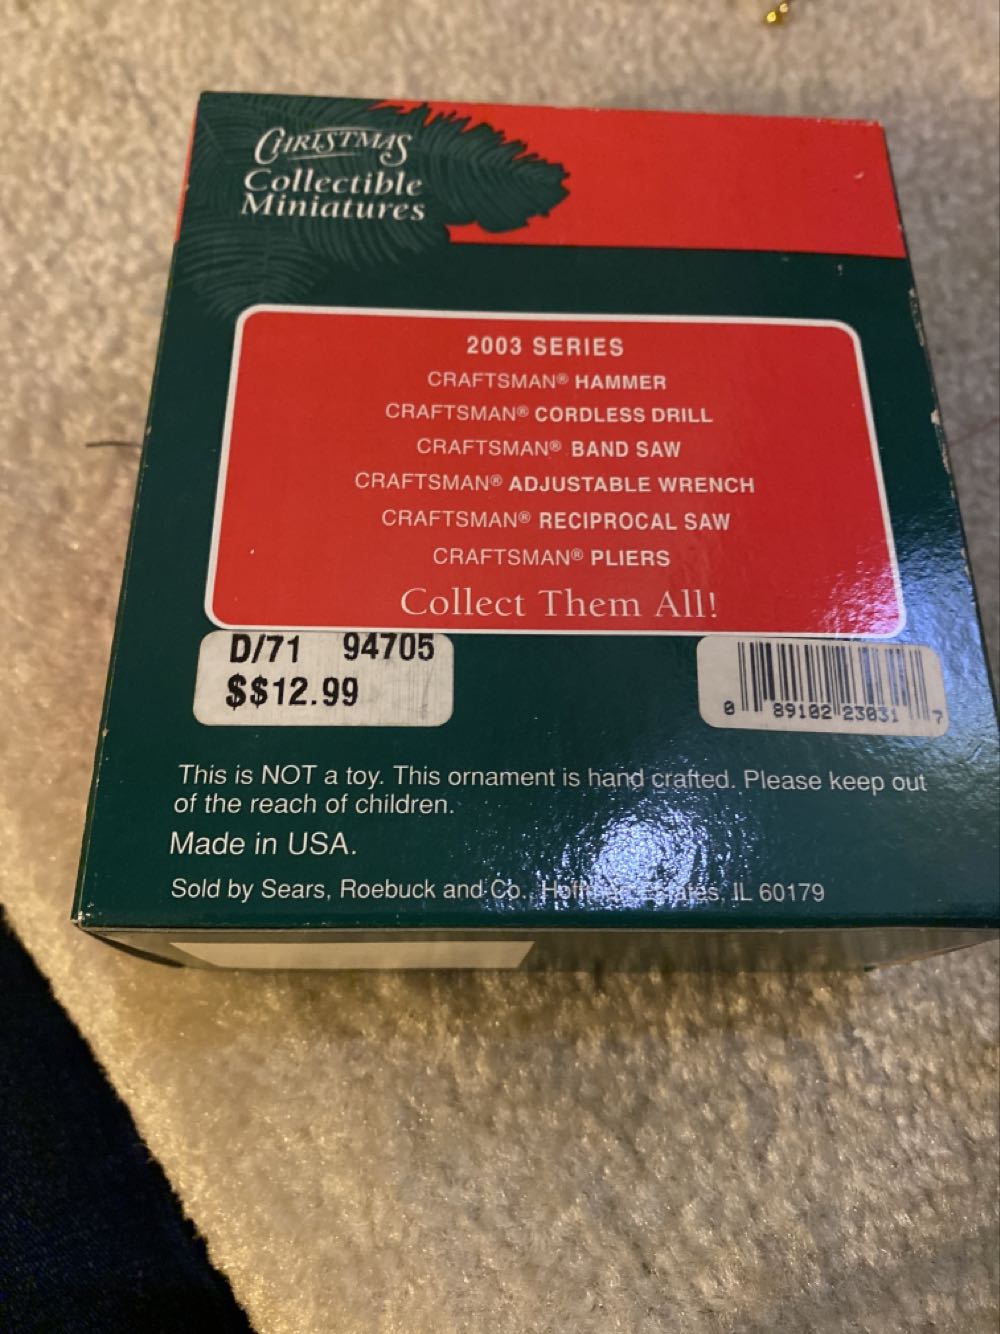 CHRISTMAS
Collectible
Miniatures
2003 SERIES
CRAFTSMAN® HAMMER
CRAFTSMAN® CORDLESS DRILL
CRAFTSMAN® BAND SAW
CRAFTSMAN® ADJUSTABLE WRENCH
CRAFTSMAN® RECIPROCAL SAW
CRAFTSMAN® PLIERS
Collect Them All!
D/71 94705
$$12.99
0 89102 23031 7
This is NOT a toy. This ornament is hand crafted. Please keep out
of the reach of children.
Made in USA.
Sold by Sears, Roebuck and Co., IL 60179